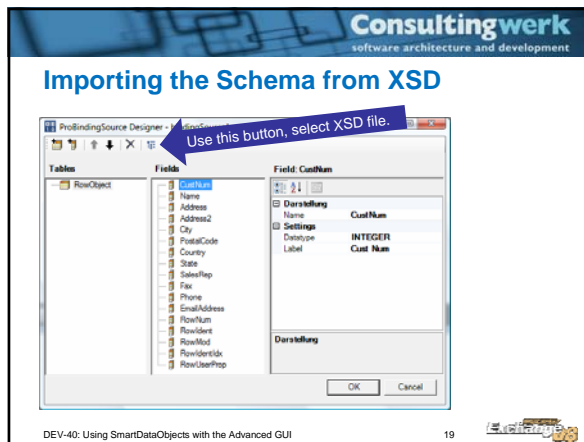 Consultingwerk
software architecture and development
Importing the Schema from XSD
ProBindingSource Designer -
Use this button, select XSD file.
Tables
Fields
Field: CustNum
RowObject
CustNum
Name
Address
Address2
City
PostalCode
Country
State
SalesRep
Fax
Phone
EmailAddress
RowNum
RowIdent
RowMod
RowIdentIdx
RowUserProp
Darstellung
Name CustNum
Settings
Datatype INTEGER
Label Cust Num
Darstellung
OK Cancel
DEV-40: Using SmartDataObjects with the Advanced GUI
19
Exchange